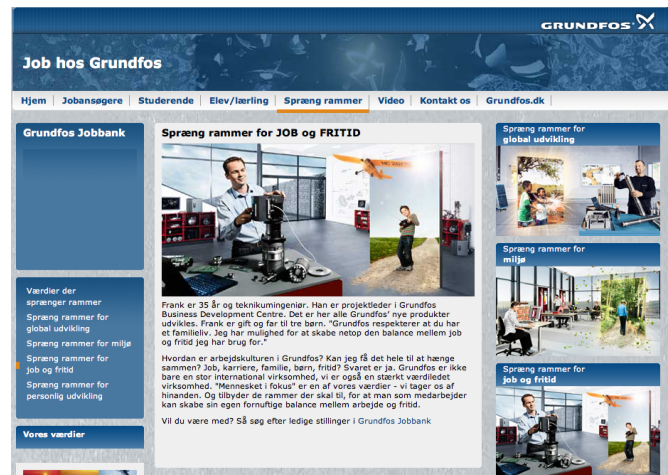 GRUNDFOS
Job hos Grundfos
Hjem
Jobansøgere
Studerende
Elev/lærling
Spræng rammer
Video
Kontakt os
Grundfos.dk
Grundfos Jobbank
Værdier der
sprænger rammer
Spræng rammer for
global udvikling
Spræng rammer for miljø
Spræng rammer for
job og fritid
Spræng rammer for
personlig udvikling
Vores værdier
Spræng rammer for JOB og FRITID
Frank er 35 år og teknikumingeniør. Han er projektleder i Grundfos
Business Development Centre. Det er her alle Grundfos' nye produkter
udvikles. Frank er gift og far til tre børn. "Grundfos respekterer at du har
et familieliv. Jeg har mulighed for at skabe netop den balance mellem job
og fritid jeg har brug for."
Hvordan er arbejdskulturen i Grundfos? Kan jeg få det hele til at hænge
sammen? Job, karriere, familie, børn, fritid? Svaret er ja. Grundfos er ikke
bare en stor international virksomhed, vi er også en stærkt værdiledet
virksomhed. "Mennesket i fokus" er en af vores værdier - vi tager os af
hinanden. Og tilbyder de rammer der skal til, for at man som medarbejder
kan skabe sin egen fornuftige balance mellem arbejde og fritid.
Vil du være med? Så søg efter ledige stillinger i Grundfos Jobbank
Spræng rammer for
global udvikling
Spræng rammer for
miljø
Spræng rammer for
job og fritid